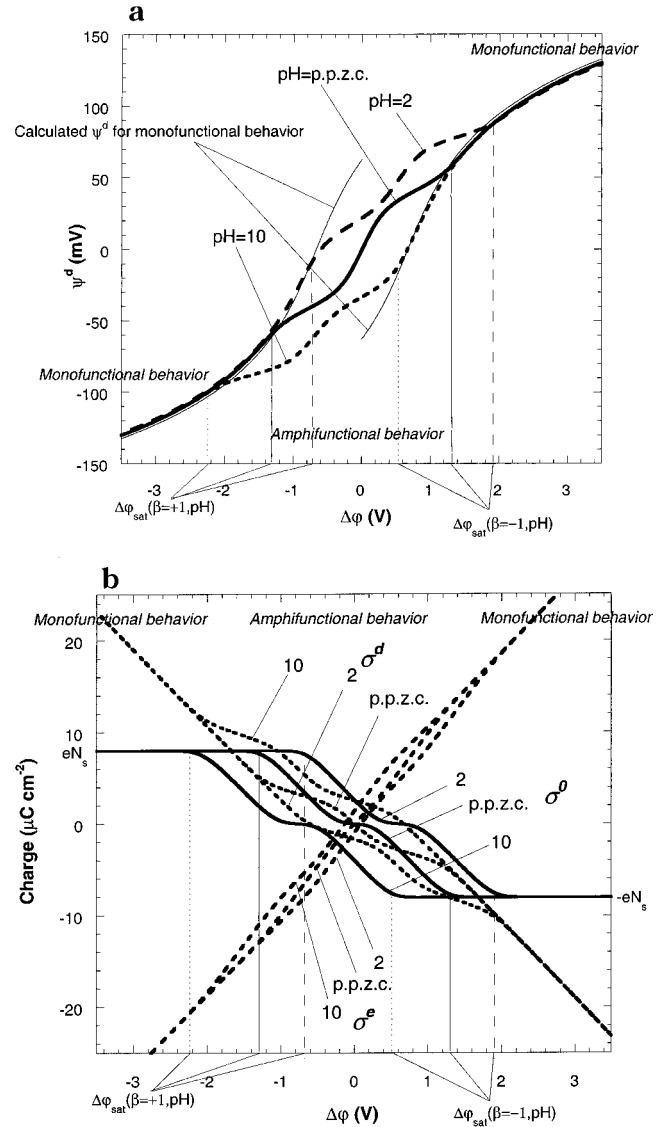 a
150
100
50
0
-50
-100
-150
ψᵈ (mV)
Monofunctional behavior
pH=p.p.z.c.
pH=2
Calculated ψᵈ for monofunctional behavior
pH=10
Monofunctional behavior
Amphifunctional behavior
-3 -2 -1 0 1 2 3
Δφsat(β=+1,pH)
Δφ (V)
Δφsat(β=−1,pH)
b
Monofunctional behavior Amphifunctional behavior Monofunctional behavior
20
10
0
-10
-20
Charge (μC cm⁻²)
10
2 σᵈ
p.p.z.c.
eNs
2
p.p.z.c. σ⁰
10
-eNs
2
p.p.z.c.
10 σᵉ
-3 -2 -1 0 1 2 3
Δφsat(β=+1,pH)
Δφ (V)
Δφsat(β=−1,pH)